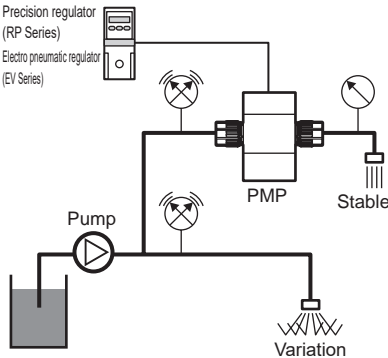 Precision regulator
(RP Series)
Electro pneumatic regulator
(EV Series)
PMP
Stable
Pump
Variation